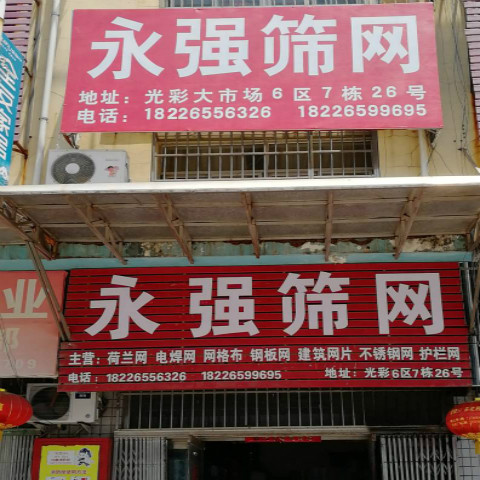 永强筛网
地址：光彩大市场6区7栋26号
电话：18226556326 18226599695
业
永强筛网
主营：荷兰网 电焊网 网格布 钢板网 建筑网片 不锈钢网 护栏网
电话：18226556326 18226599695 地址：光彩6区7栋26号